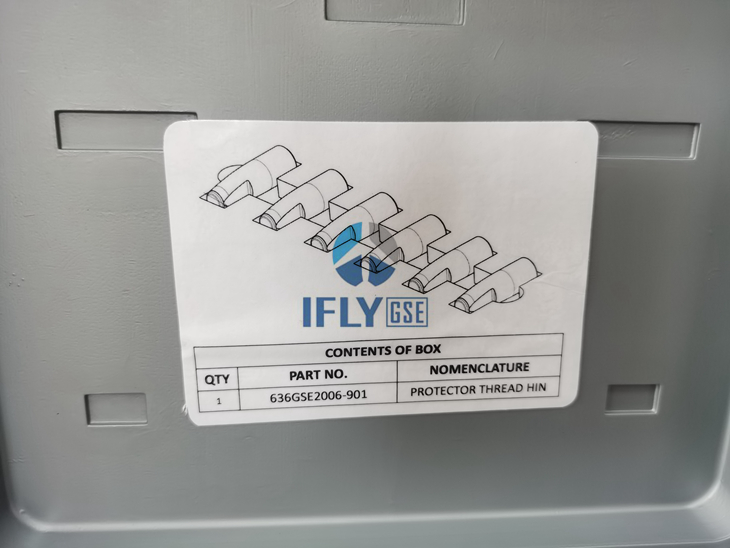 IFLY GSE
CONTENTS OF BOX
QTY PART NO. NOMENCLATURE
1 636GSE2006-901 PROTECTOR THREAD HIN